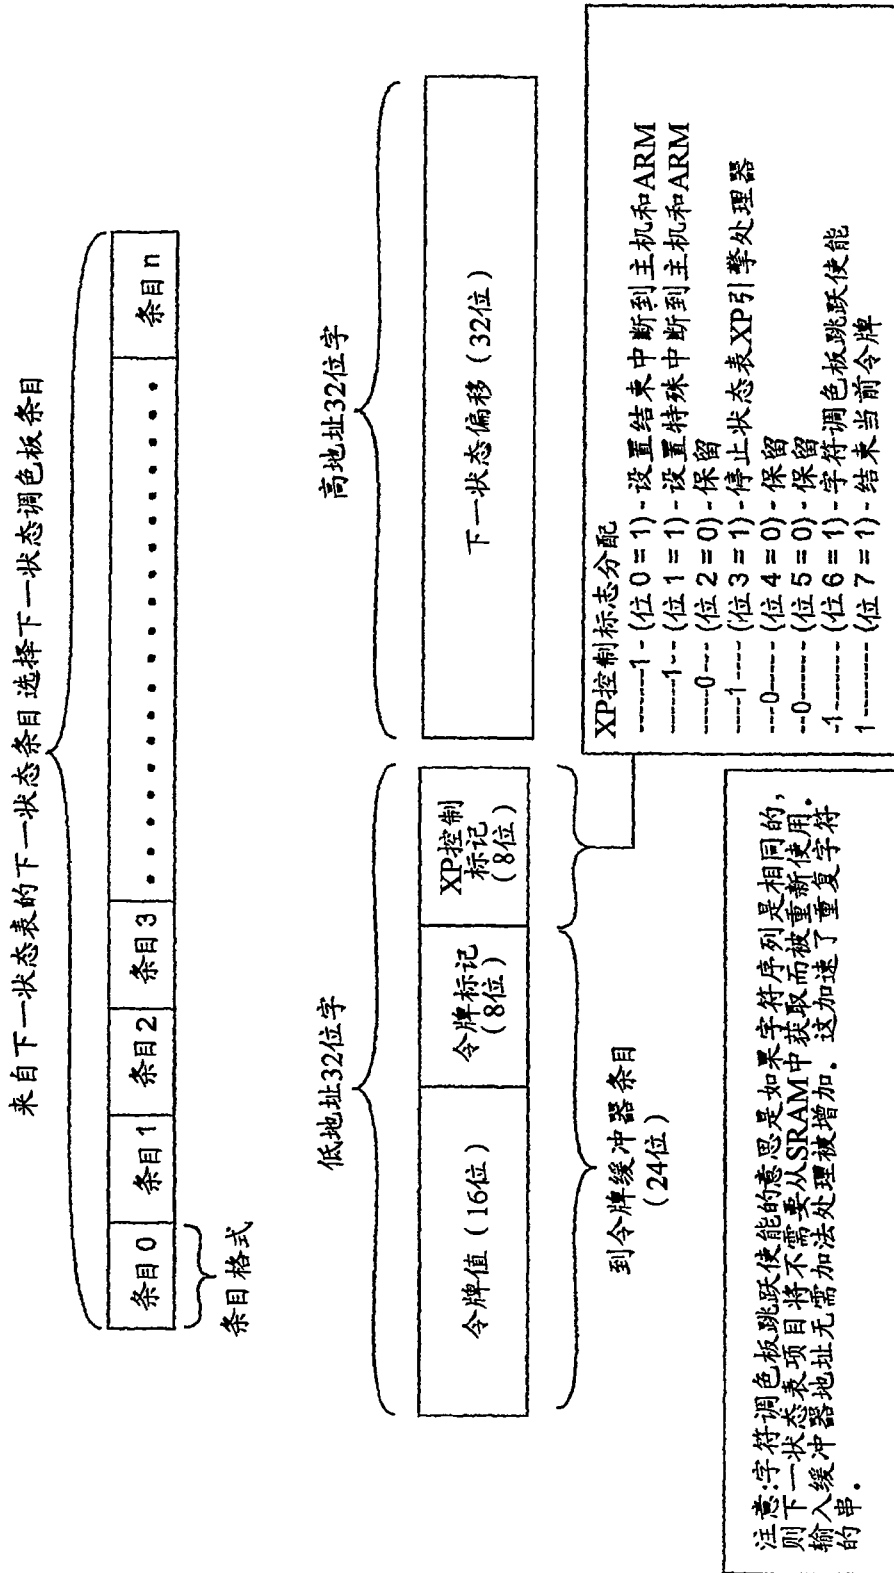 来自下一状态表的下一状态条目选择下一状态调色板条目
条目0 条目1 条目2 条目3 条目n
条目格式
低地址32位字
高地址32位字
令牌值(16位)
令牌标记
(8位)
XP控制
标记
(8位)
下一状态偏移(32位)
到令牌缓冲器条目
(24位)
XP控制标志分配
-------1-(位0=1)-设置结束中断到主机和ARM
------1--(位1=1)-设置特殊中断到主机和ARM
-----0---(位2=0)-保留
----1----(位3=1)-停止状态表XP引擎处理器
---0-----(位4=0)-保留
--0------(位5=0)-保留
-1-------(位6=1)-字符调色板跳跃使能
1--------(位7=1)-结束当前令牌
注意:字符调色板跳跃使能的意思是如果字符序列是相同的,
则下一状态表项目将不需要从SRAM中获取而被重新使用.
输入缓冲器地址无需加法处理被增加. 这加速了重复字符
的串.